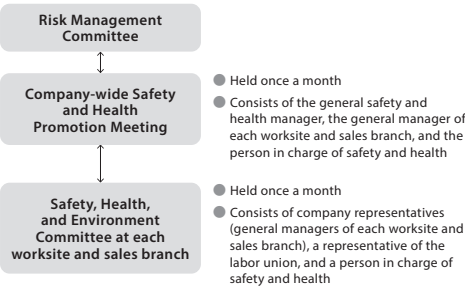 Risk Management
Committee
Company-wide Safety
and Health
Promotion Meeting
Held once a month
Consists of the general safety and
health manager, the general manager of
each worksite and sales branch, and the
person in charge of safety and health
Safety, Health,
and Environment
Committee at each
worksite and sales branch
Held once a month
Consists of company representatives
(general managers of each worksite and
sales branch), a representative of the
labor union, and a person in charge of
safety and health